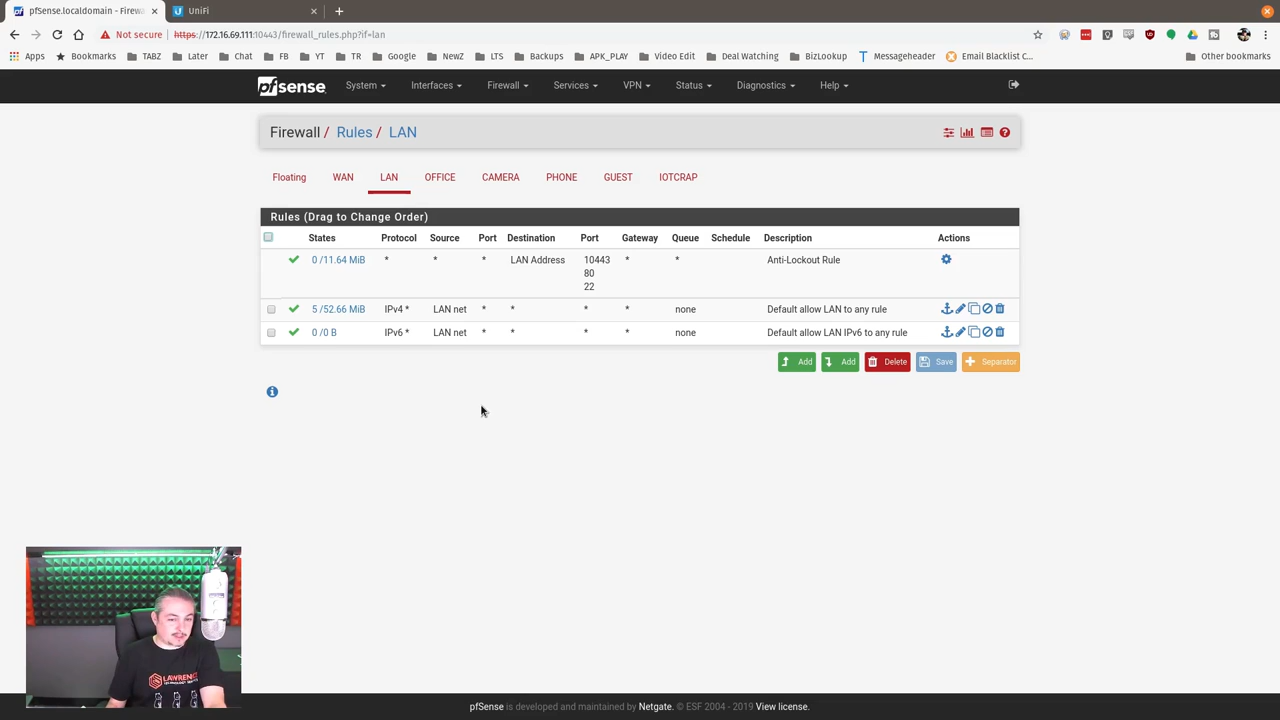 pfSense.localdomain - Firewa
UniFi
Not secure https://172.16.69.111:10443/firewall_rules.php?if=lan
Apps Bookmarks TABZ Later Chat FB YT TR Google NewZ LTS Backups APK_PLAY Video Edit Deal Watching BizLookup Messageheader Email Blacklist C... Other bookmarks
pfsense System Interfaces Firewall Services VPN Status Diagnostics Help
Firewall / Rules / LAN
Floating WAN LAN OFFICE CAMERA PHONE GUEST IOTCRAP
Rules (Drag to Change Order)
States Protocol Source Port Destination Port Gateway Queue Schedule Description Actions
0 /11.64 MiB * * * LAN Address 10443 * * Anti-Lockout Rule
80
22
5 /52.66 MiB IPv4 * LAN net * * * * none Default allow LAN to any rule
0 /0 B IPv6 * LAN net * * * * none Default allow LAN IPv6 to any rule
Add Add Delete Save Separator
LAWRENCE
pfSense is developed and maintained by Netgate. © ESF 2004 - 2019 View license.